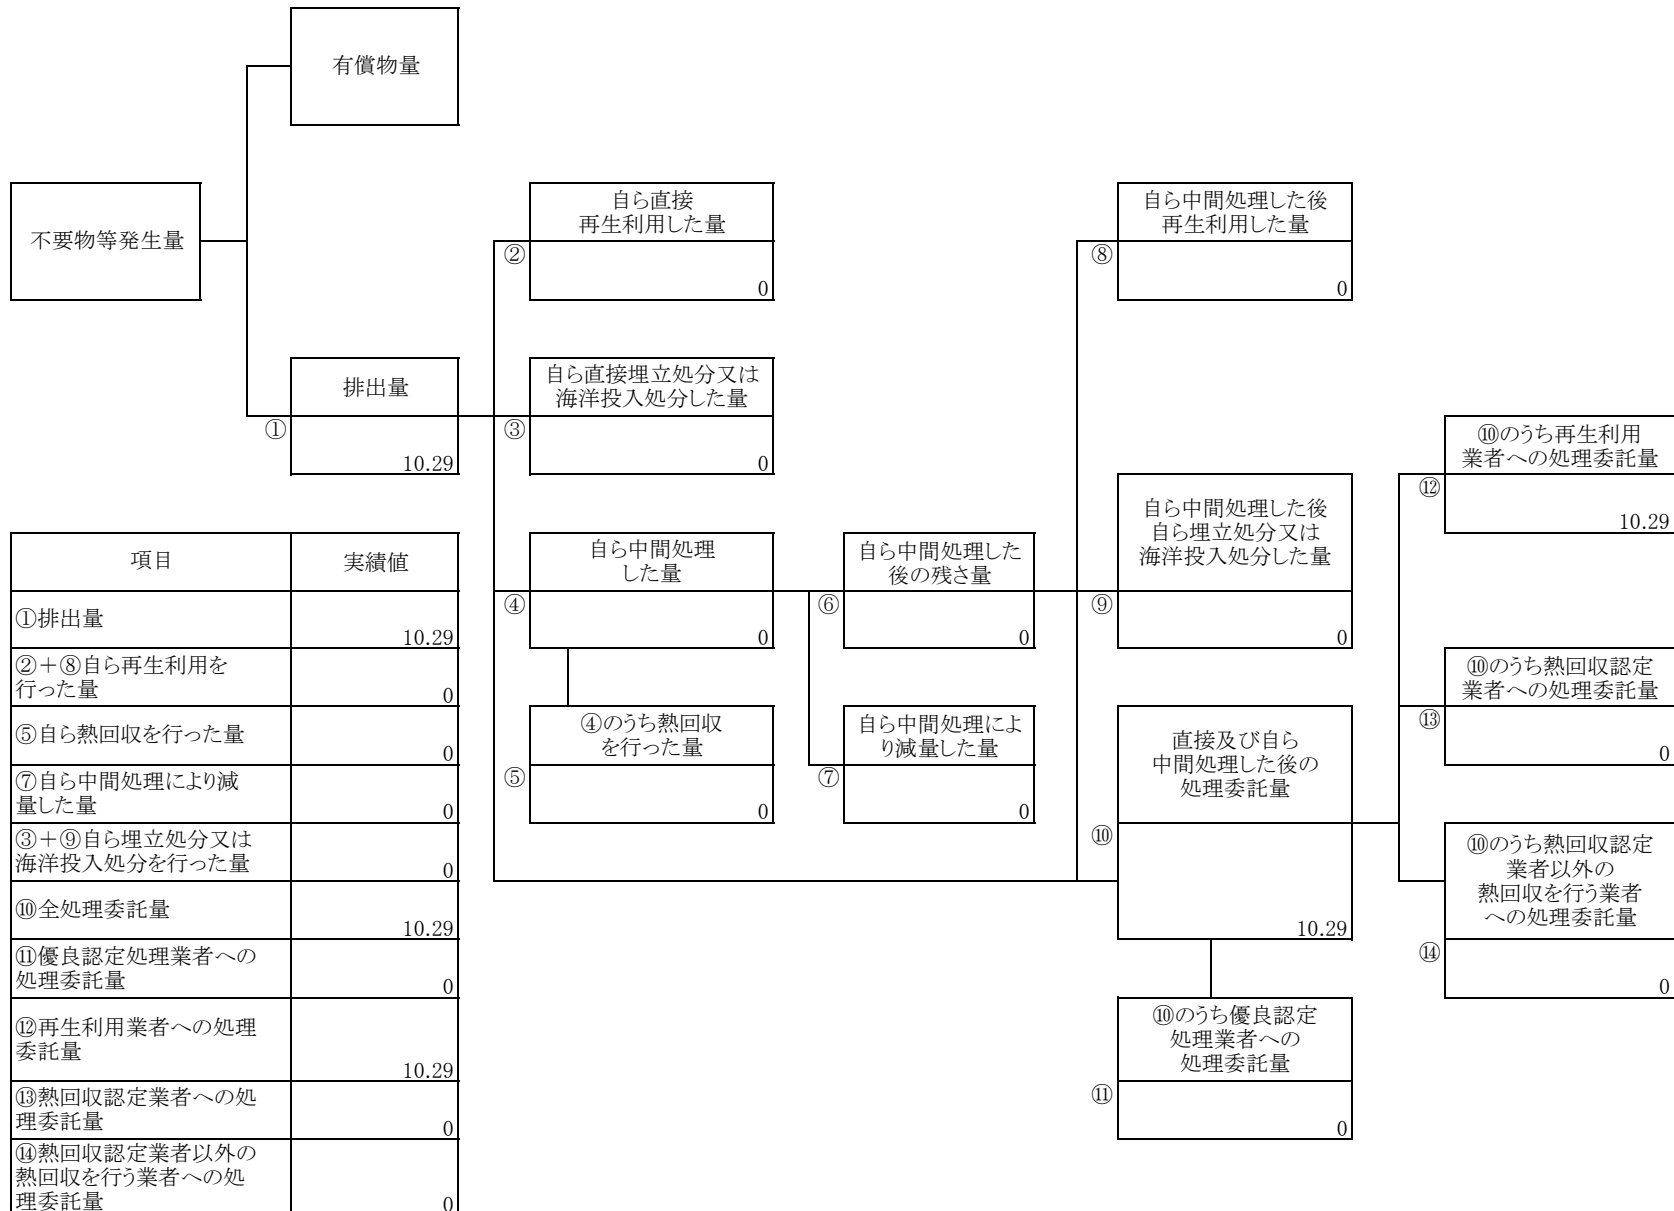 有償物量
不要物等発生量
自ら直接
再生利用した量
②
0
自ら中間処理した後
再生利用した量
⑧
0
排出量
①
10.29
自ら直接埋立処分又は
海洋投入処分した量
③
0
⑩のうち再生利用
業者への処理委託量
⑫
10.29
自ら中間処理
した量
④
0
自ら中間処理した
後の残さ量
⑥
0
自ら中間処理した後
自ら埋立処分又は
海洋投入処分した量
⑨
0
⑩のうち熱回収認定
業者への処理委託量
⑬
0
④のうち熱回収
を行った量
⑤
0
自ら中間処理によ
り減量した量
⑦
0
直接及び自ら
中間処理した後の
処理委託量
⑩
10.29
⑩のうち熱回収認定
業者以外の
熱回収を行う業者
への処理委託量
⑭
0
⑩のうち優良認定
処理業者への
処理委託量
⑪
0
項目 実績値
①排出量
10.29
②＋⑧自ら再生利用を
行った量
0
⑤自ら熱回収を行った量
0
⑦自ら中間処理により減
量した量
0
③＋⑨自ら埋立処分又は
海洋投入処分を行った量
0
⑩全処理委託量
10.29
⑪優良認定処理業者への
処理委託量
0
⑫再生利用業者への処理
委託量
10.29
⑬熱回収認定業者への処
理委託量
0
⑭熱回収認定業者以外の
熱回収を行う業者への処
理委託量
0